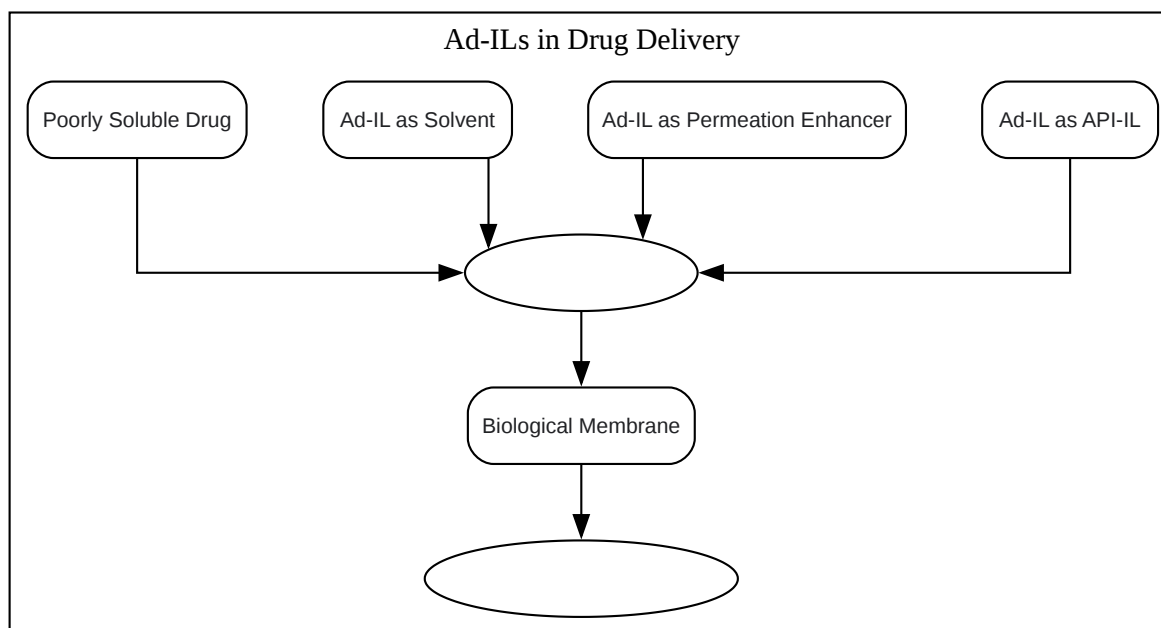 Ad-ILs in Drug Delivery
Poorly Soluble Drug
Ad-IL as Solvent
Ad-IL as Permeation Enhancer
Ad-IL as API-IL
Biological Membrane